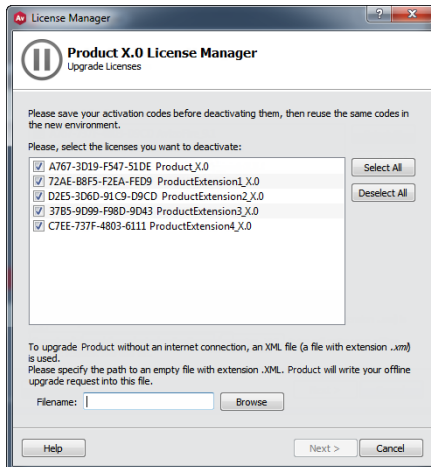 Av License Manager
?
X
Product X.0 License Manager
Upgrade Licenses
Please save your activation codes before deactivating them, then reuse the same codes in
the new environment.
Please, select the licenses you want to deactivate:
A767-3D19-F547-51DE Product_X.0
Select All
72AE-B8F5-F2EA-FED9 ProductExtension1_X.0
D2E5-3D6D-91C9-D9CD ProductExtension2_X.0
Deselect All
37B5-9D99-F98D-9D43 ProductExtension3_X.0
C7EE-737F-4803-6111 ProductExtension4_X.0
To upgrade Product without an internet connection, an XML file (a file with extension .xml)
is used.
Please specify the path to an empty file with extension .XML. Product will write your offline
upgrade request into this file.
Filename:
Browse
Help
Next >
Cancel